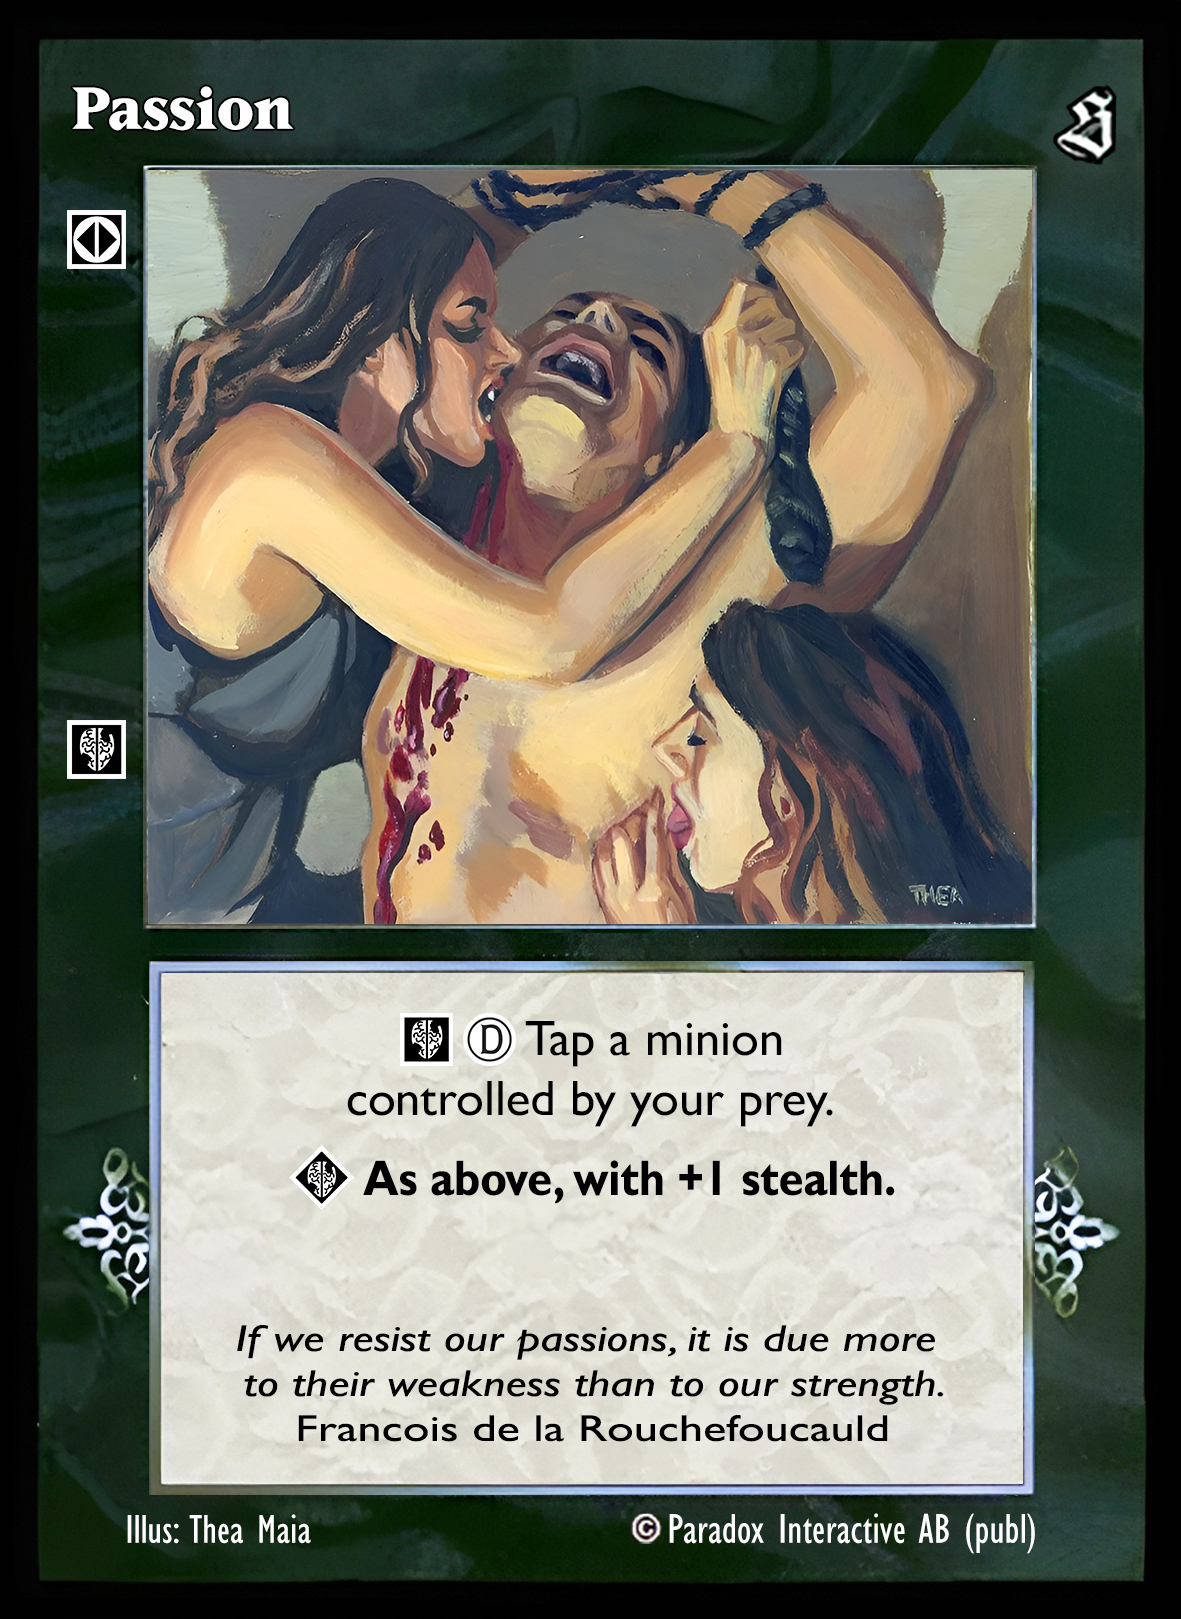 Passion
THEA
D Tap a minion
controlled by your prey.
As above, with +1 stealth.
If we resist our passions, it is due more
to their weakness than to our strength.
Francois de la Rouchefoucauld
Illus: Thea Maia
© Paradox Interactive AB (publ)